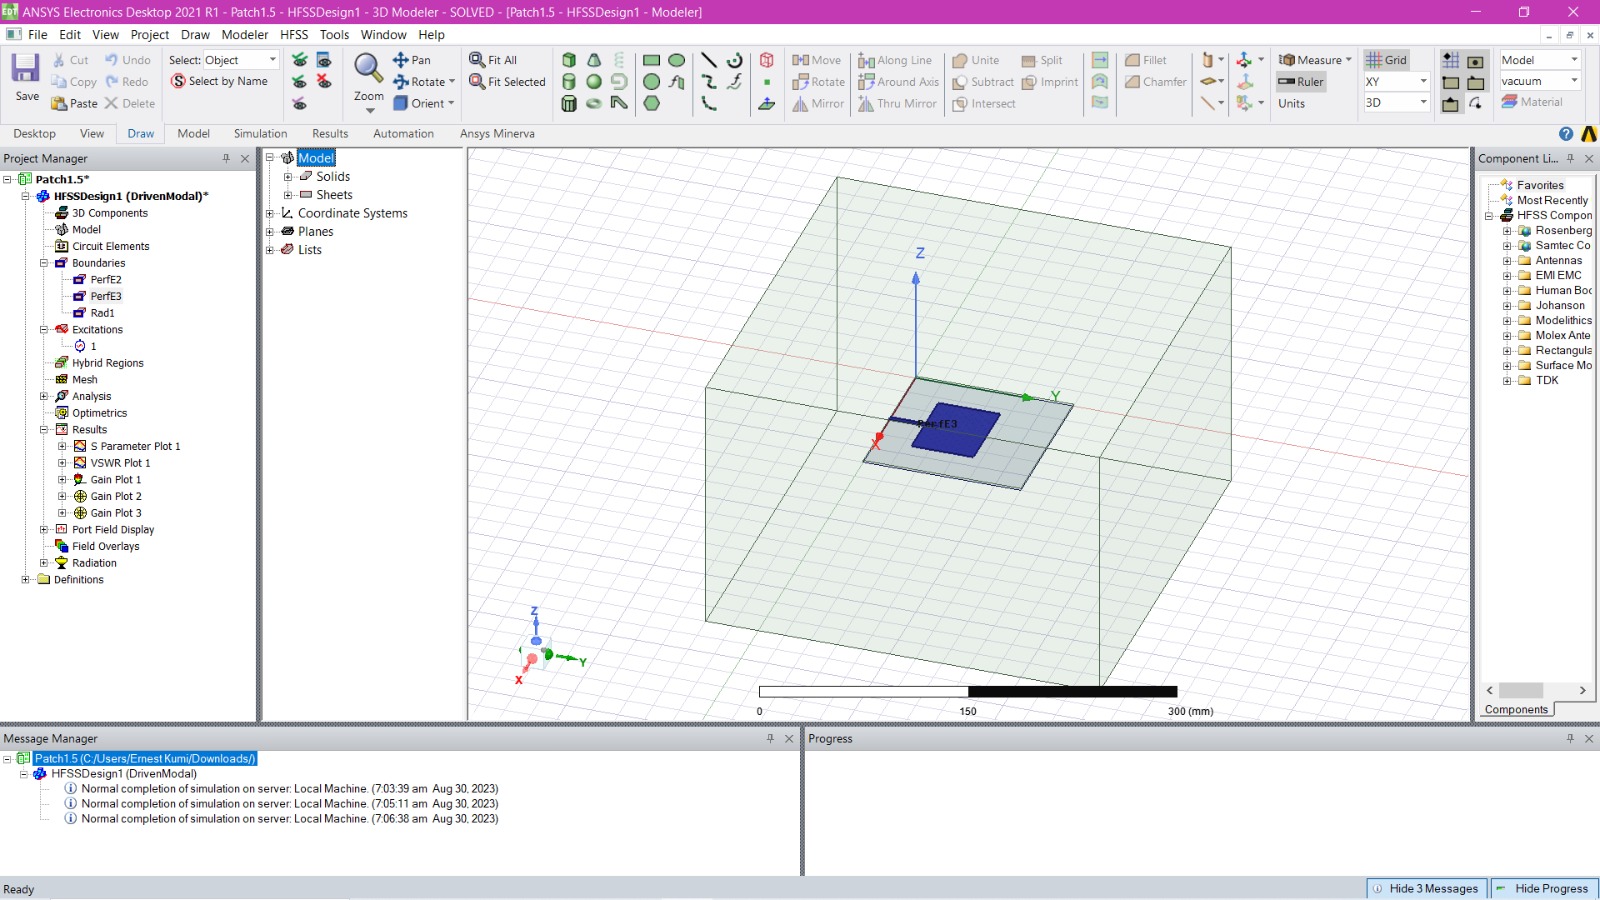 ANSYS Electronics Desktop 2021 R1 - Patch1.5 - HFSSDesign1 - 3D Modeler - SOLVED - [Patch1.5 - HFSSDesign1 - Modeler]
File Edit View Project Draw Modeler HFSS Tools Window Help
Save
Cut Undo
Copy Redo
Paste Delete
Select: Object
Select by Name
Zoom
Pan
Rotate
Orient
Fit All
Fit Selected
Move Along Line
Rotate Around Axis
Mirror Thru Mirror
Unite Split
Subtract Imprint
Intersect
Fillet
Chamfer
Measure
Ruler
Units
Grid
XY
3D
Model
vacuum
Material
Desktop View Draw Model Simulation Results Automation Ansys Minerva
Project Manager
Patch1.5*
HFSSDesign1 (DrivenModal)*
3D Components
Model
Circuit Elements
Boundaries
PerfE2
PerfE3
Rad1
Excitations
1
Hybrid Regions
Mesh
Analysis
Optimetrics
Results
S Parameter Plot 1
VSWR Plot 1
Gain Plot 1
Gain Plot 2
Gain Plot 3
Port Field Display
Field Overlays
Radiation
Definitions
Model
Solids
Sheets
Coordinate Systems
Planes
Lists
Z
Y
X
PerfE3
Z
Y
X
0 150 300 (mm)
Component Li...
Favorites
Most Recently
HFSS Compon
Rosenberg
Samtec Co
Antennas
EMI EMC
Human Boc
Johanson
Modelithics
Molex Ante
Rectangula
Surface Mo
TDK
Components
Message Manager
Patch1.5 (C:/Users/Ernest Kumi/Downloads/)
HFSSDesign1 (DrivenModal)
Normal completion of simulation on server: Local Machine. (7:03:39 am Aug 30, 2023)
Normal completion of simulation on server: Local Machine. (7:05:11 am Aug 30, 2023)
Normal completion of simulation on server: Local Machine. (7:06:38 am Aug 30, 2023)
Progress
Ready
Hide 3 Messages
Hide Progress